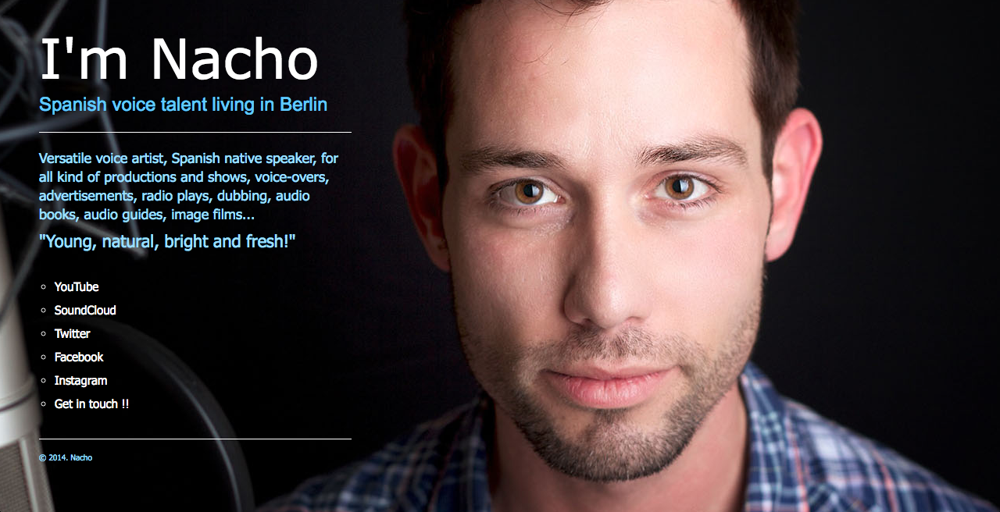 I'm Nacho
Spanish voice talent living in Berlin
Versatile voice artist, Spanish native speaker, for
all kind of productions and shows, voice-overs,
advertisements, radio plays, dubbing, audio
books, audio guides, image films...
"Young, natural, bright and fresh!"
YouTube
SoundCloud
Twitter
Facebook
Instagram
Get in touch !!
© 2014. Nacho